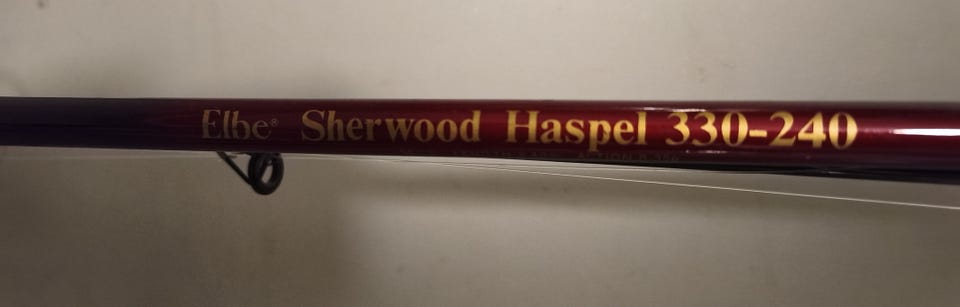 Elbe® Sherwood Haspel 330-240